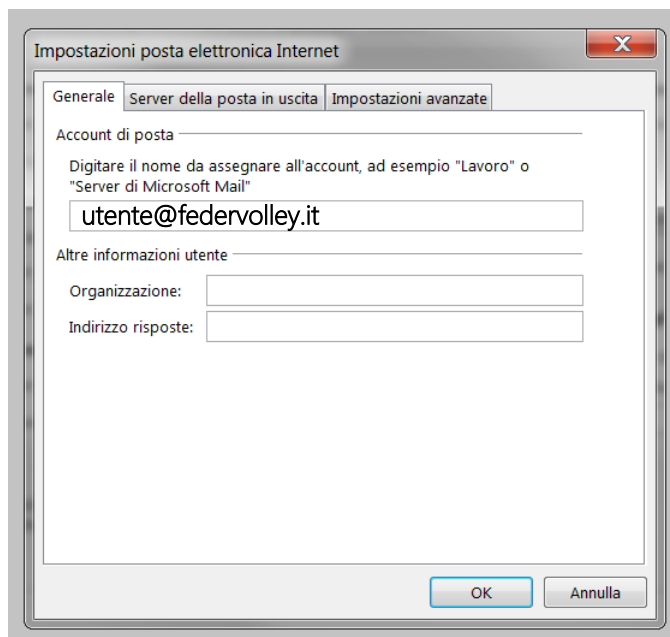 Impostazioni posta elettronica Internet
X
Generale Server della posta in uscita Impostazioni avanzate
Account di posta
Digitare il nome da assegnare all'account, ad esempio "Lavoro" o
"Server di Microsoft Mail"
utente@federvolley.it
Altre informazioni utente
Organizzazione:
Indirizzo risposte:
OK Annulla